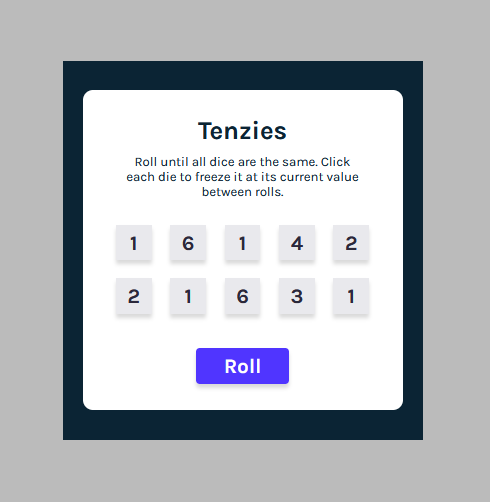 Tenzies
Roll until all dice are the same. Click
each die to freeze it at its current value
between rolls.
1 6 1 4 2
2 1 6 3 1
Roll